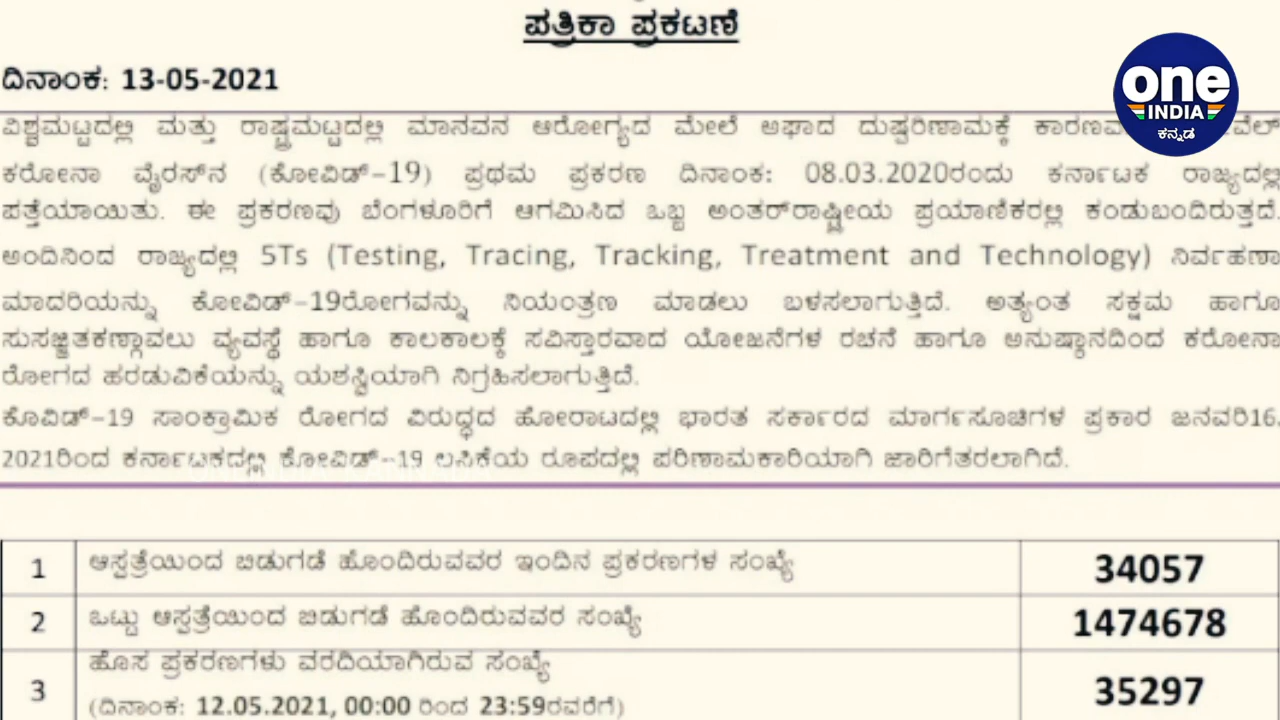 ಪತ್ರಿಕಾ ಪ್ರಕಟಣೆ
one
INDIA
ಕನ್ನಡ
ದಿನಾಂಕ: 13-05-2021
ವಿಶ್ವಮಟ್ಟದಲ್ಲಿ ಮತ್ತು ರಾಷ್ಟ್ರಮಟ್ಟದಲ್ಲಿ ಮಾನವನ ಆರೋಗ್ಯದ ಮೇಲೆ ಅಘಾದ ದುಷ್ಪರಿಣಾಮಕ್ಕೆ
ಕರೋನಾ ವೈರಸ್‌ನ (ಕೋವಿಡ್-19) ಪ್ರಥಮ ಪ್ರಕರಣ ದಿನಾಂಕ: 08.03.2020ರಂದು ಕರ್ನಾಟಕ ರಾಜ್ಯದಲ್ಲಿ
ಪತ್ತೆಯಾಯಿತು. ಈ ಪ್ರಕರಣವು ಬೆಂಗಳೂರಿಗೆ ಆಗಮಿಸಿದ ಒಬ್ಬ ಅಂತರ್‌ರಾಷ್ಟ್ರೀಯ ಪ್ರಯಾಣಿಕರಲ್ಲಿ ಕಂಡುಬಂದಿರುತ್ತದೆ.
ಅಂದಿನಿಂದ ರಾಜ್ಯದಲ್ಲಿ 5Ts (Testing, Tracing, Tracking, Treatment and Technology) ನಿರ್ವಹಣಾ
ಮಾದರಿಯನ್ನು ಕೋವಿಡ್-19ರೋಗವನ್ನು ನಿಯಂತ್ರಣ ಮಾಡಲು ಬಳಸಲಾಗುತ್ತಿದೆ. ಅತ್ಯಂತ ಸಕ್ಷಮ ಹಾಗೂ
ಸುಸಜ್ಜಿತಕಣ್ಗಾವಲು ವ್ಯವಸ್ಥೆ ಹಾಗೂ ಕಾಲಕಾಲಕ್ಕೆ ಸವಿಸ್ತಾರವಾದ ಯೋಜನೆಗಳ ರಚನೆ ಹಾಗೂ ಅನುಷ್ಠಾನದಿಂದ ಕರೋನಾ
ರೋಗದ ಹರಡುವಿಕೆಯನ್ನು ಯಶಸ್ವಿಯಾಗಿ ನಿಗ್ರಹಿಸಲಾಗುತ್ತಿದೆ.
ಕೊವಿಡ್-19 ಸಾಂಕ್ರಾಮಿಕ ರೋಗದ ವಿರುದ್ಧದ ಹೋರಾಟದಲ್ಲಿ ಭಾರತ ಸರ್ಕಾರದ ಮಾರ್ಗಸೂಚಿಗಳ ಪ್ರಕಾರ ಜನವರಿ16,
2021ರಿಂದ ಕರ್ನಾಟಕದಲ್ಲಿ ಕೋವಿಡ್-19 ಲಸಿಕೆಯ ರೂಪದಲ್ಲಿ ಪರಿಣಾಮಕಾರಿಯಾಗಿ ಜಾರಿಗೆತರಲಾಗಿದೆ.
1 ಆಸ್ಪತ್ರೆಯಿಂದ ಬಿಡುಗಡೆ ಹೊಂದಿರುವವರ ಇಂದಿನ ಪ್ರಕರಣಗಳ ಸಂಖ್ಯೆ 34057
2 ಒಟ್ಟು ಆಸ್ಪತ್ರೆಯಿಂದ ಬಿಡುಗಡೆ ಹೊಂದಿರುವವರ ಸಂಖ್ಯೆ 1474678
3 ಹೊಸ ಪ್ರಕರಣಗಳು ವರದಿಯಾಗಿರುವ ಸಂಖ್ಯೆ 35297
(ದಿನಾಂಕ: 12.05.2021, 00:00 ರಿಂದ 23:59ರವರೆಗೆ)